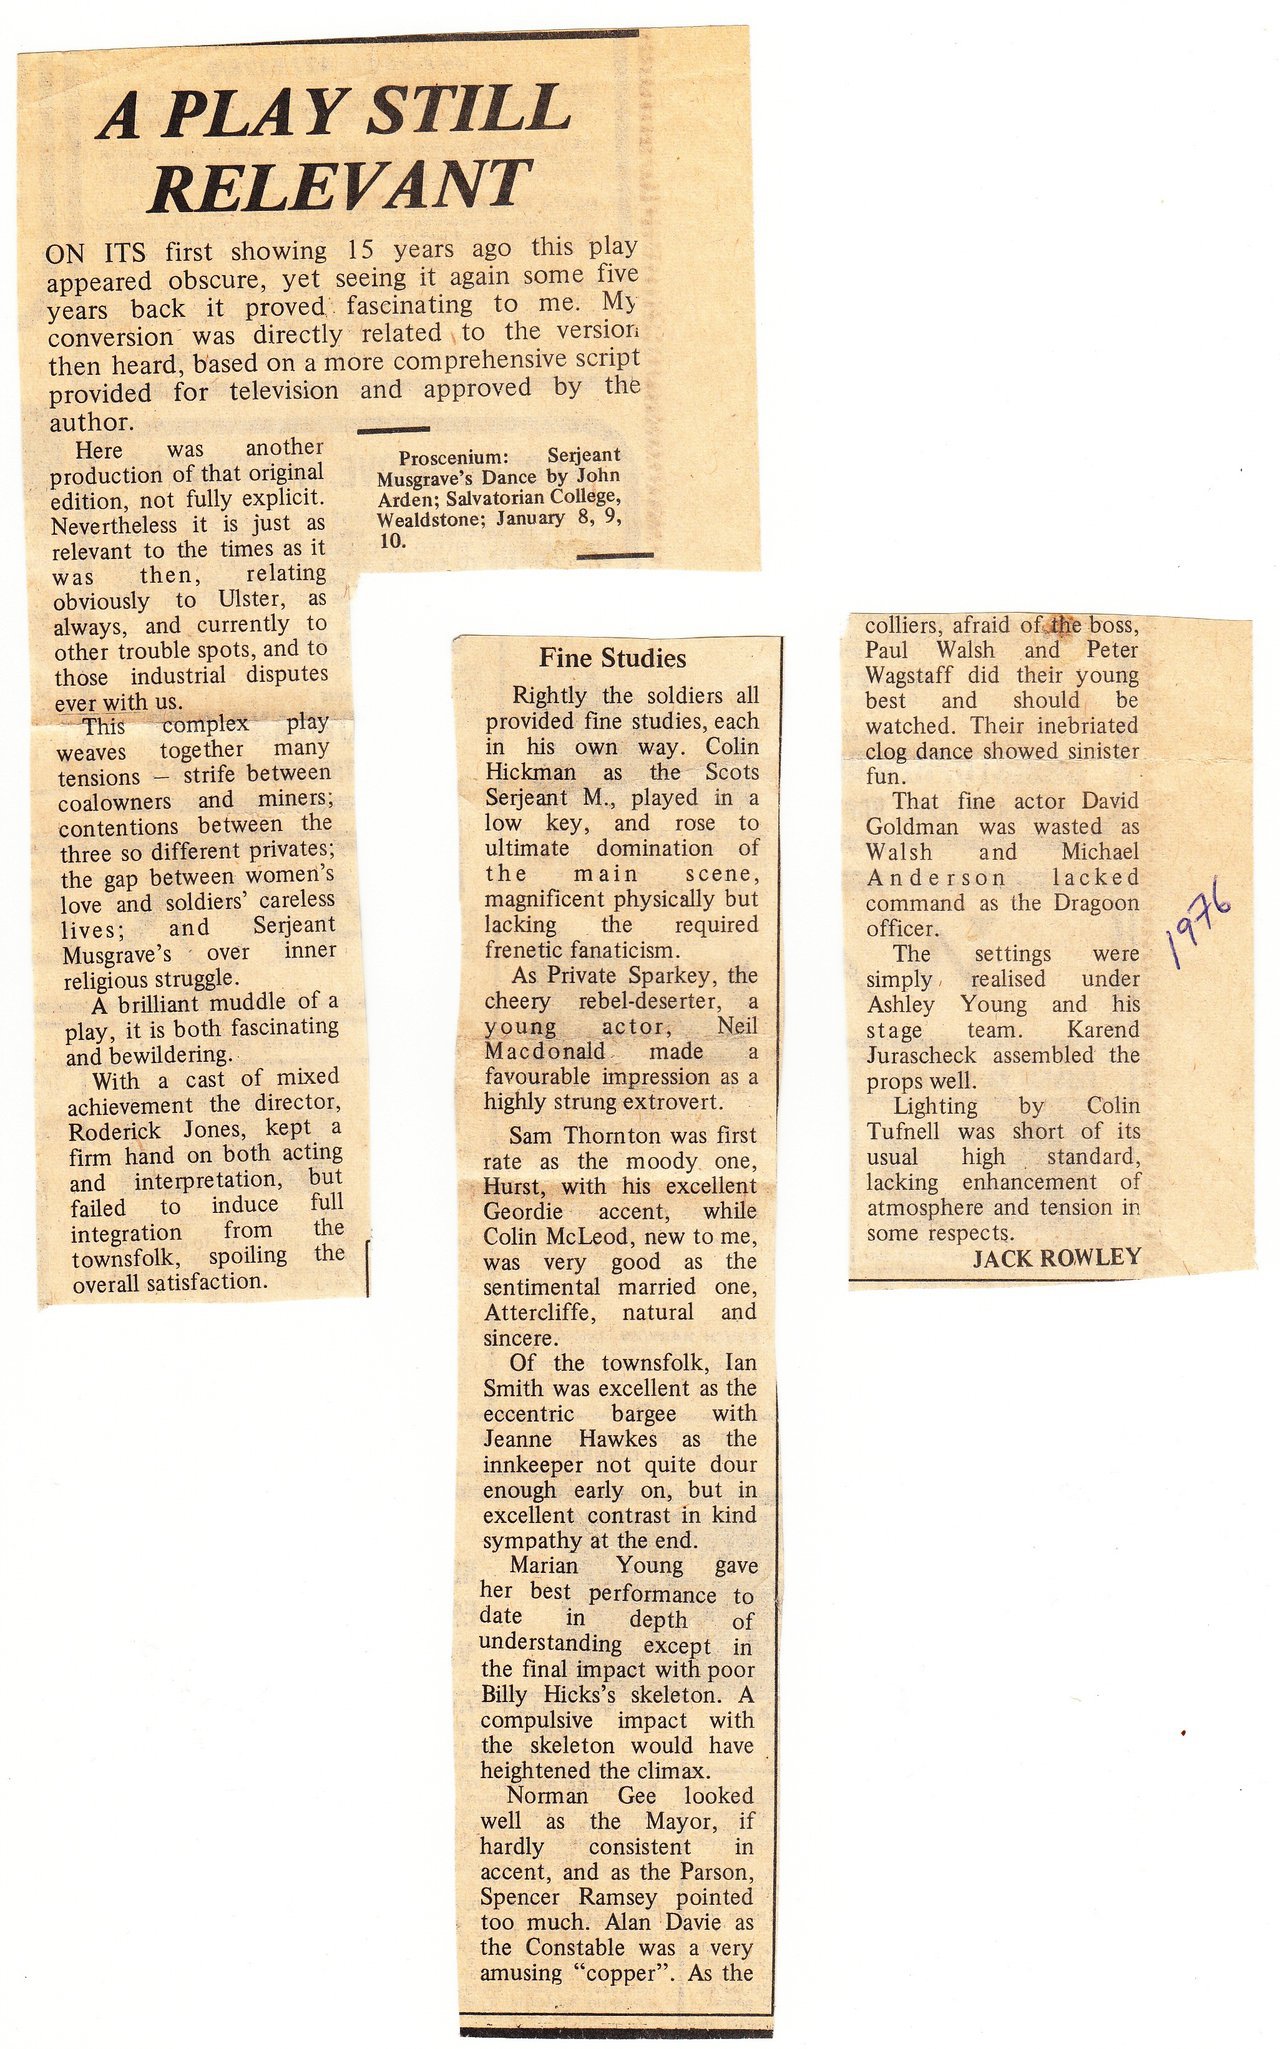 A PLAY STILL
RELEVANT
ON ITS first showing 15 years ago this play
appeared obscure, yet seeing it again some five
years back it proved fascinating to me. My
conversion was directly related to the version
then heard, based on a more comprehensive script
provided for television and approved by the
author.
Here was another
production of that original
edition, not fully explicit.
Nevertheless it is just as
relevant to the times as it
was then, relating
obviously to Ulster, as
always, and currently to
other trouble spots, and to
those industrial disputes
ever with us.
This complex play
weaves together many
tensions — strife between
coalowners and miners;
contentions between the
three so different privates;
the gap between women's
love and soldiers' careless
lives; and Serjeant
Musgrave's over inner
religious struggle.
A brilliant muddle of a
play, it is both fascinating
and bewildering.
With a cast of mixed
achievement the director,
Roderick Jones, kept a
firm hand on both acting
and interpretation, but
failed to induce full
integration from the
townsfolk, spoiling the
overall satisfaction.
Proscenium: Serjeant
Musgrave's Dance by John
Arden; Salvatorian College,
Wealdstone; January 8, 9,
10.
Fine Studies
Rightly the soldiers all
provided fine studies, each
in his own way. Colin
Hickman as the Scots
Serjeant M., played in a
low key, and rose to
ultimate domination of
the main scene,
magnificent physically but
lacking the required
frenetic fanaticism.
As Private Sparkey, the
cheery rebel-deserter, a
young actor, Neil
Macdonald made a
favourable impression as a
highly strung extrovert.
Sam Thornton was first
rate as the moody one,
Hurst, with his excellent
Geordie accent, while
Colin McLeod, new to me,
was very good as the
sentimental married one,
Attercliffe, natural and
sincere.
Of the townsfolk, Ian
Smith was excellent as the
eccentric bargee with
Jeanne Hawkes as the
innkeeper not quite dour
enough early on, but in
excellent contrast in kind
sympathy at the end.
Marian Young gave
her best performance to
date in depth of
understanding except in
the final impact with poor
Billy Hicks's skeleton. A
compulsive impact with
the skeleton would have
heightened the climax.
Norman Gee looked
well as the Mayor, if
hardly consistent in
accent, and as the Parson,
Spencer Ramsey pointed
too much. Alan Davie as
the Constable was a very
amusing "copper". As the
colliers, afraid of the boss,
Paul Walsh and Peter
Wagstaff did their young
best and should be
watched. Their inebriated
clog dance showed sinister
fun.
That fine actor David
Goldman was wasted as
Walsh and Michael
Anderson lacked
command as the Dragoon
officer.
The settings were
simply realised under
Ashley Young and his
stage team. Karend
Jurascheck assembled the
props well.
Lighting by Colin
Tufnell was short of its
usual high standard,
lacking enhancement of
atmosphere and tension in
some respects.
JACK ROWLEY
1976